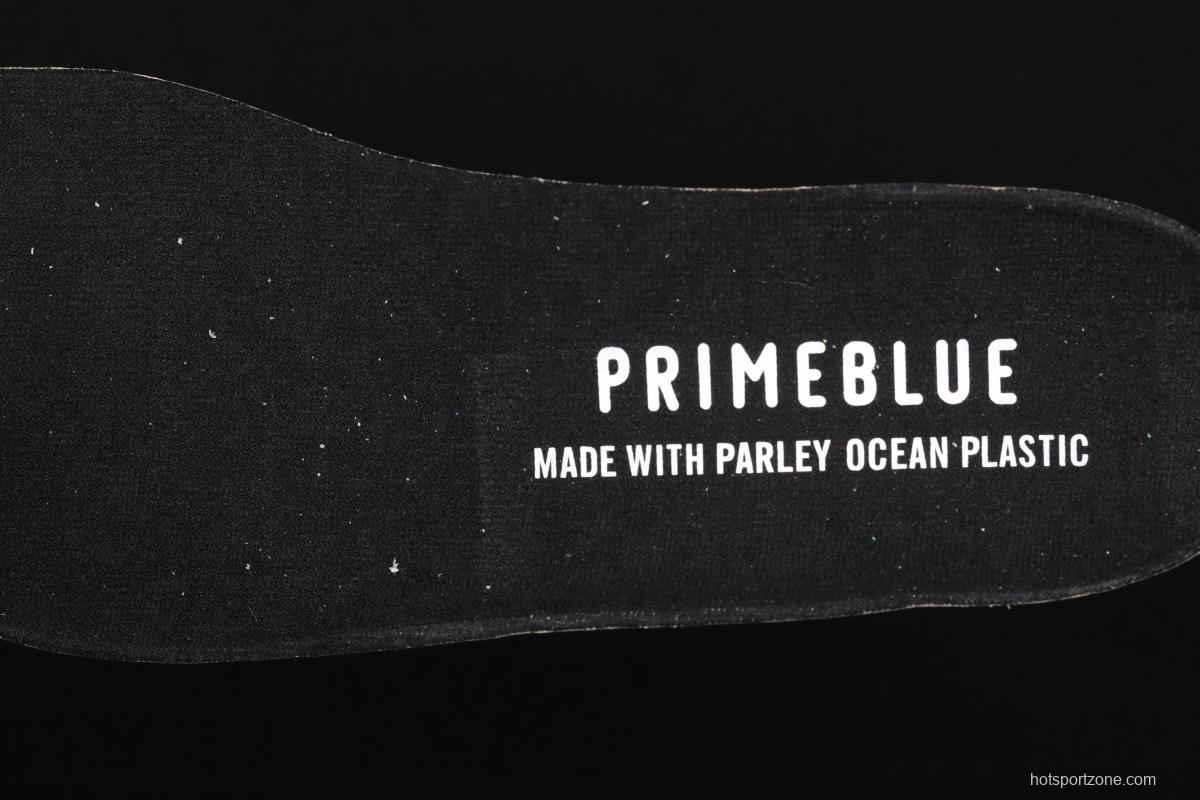 PRIMEBLUE
MADE WITH PARLEY OCEAN PLASTIC
hotsportzone.com